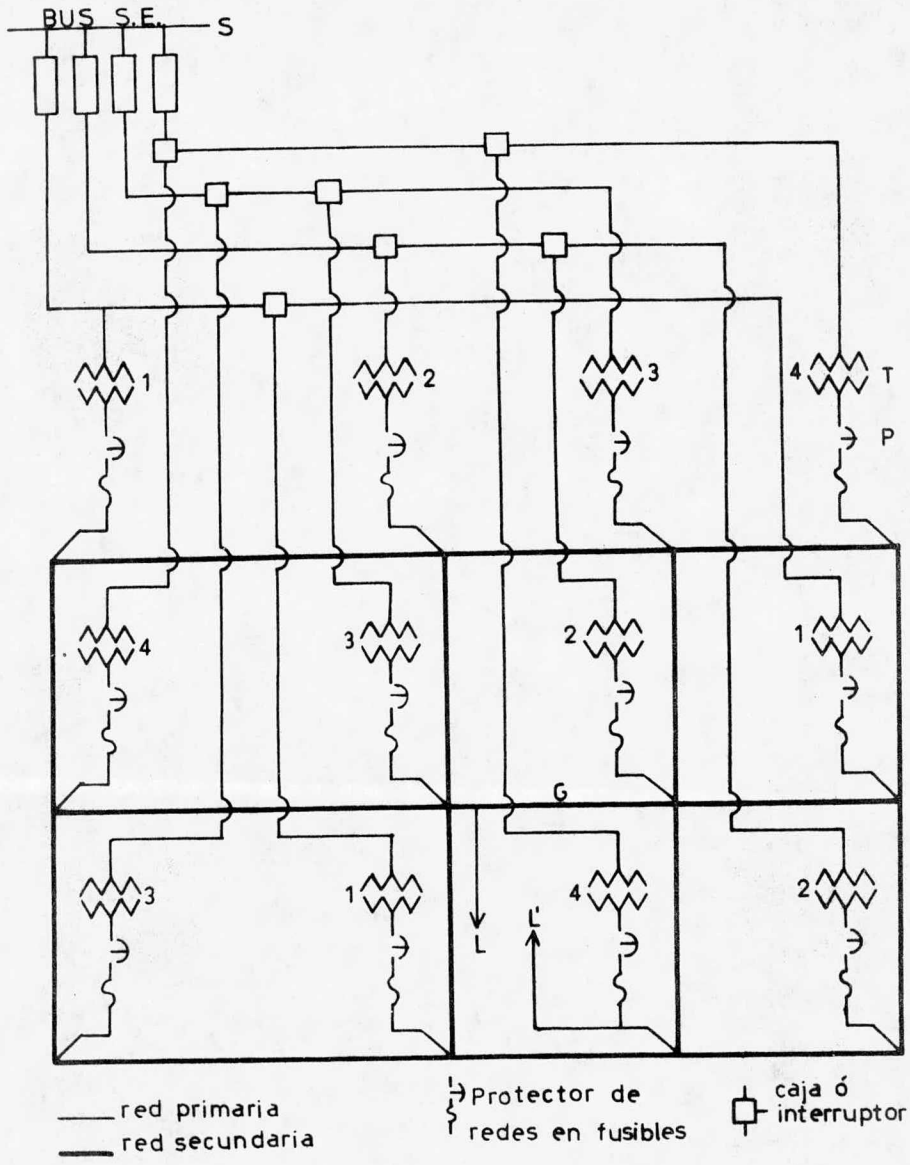 BUS S.E. S
1 2 3 4 T
P
4 3 2 1
G
3 1 L L' 4 2
red primaria
red secundaria
Protector de
redes en fusibles
caja ó
interruptor